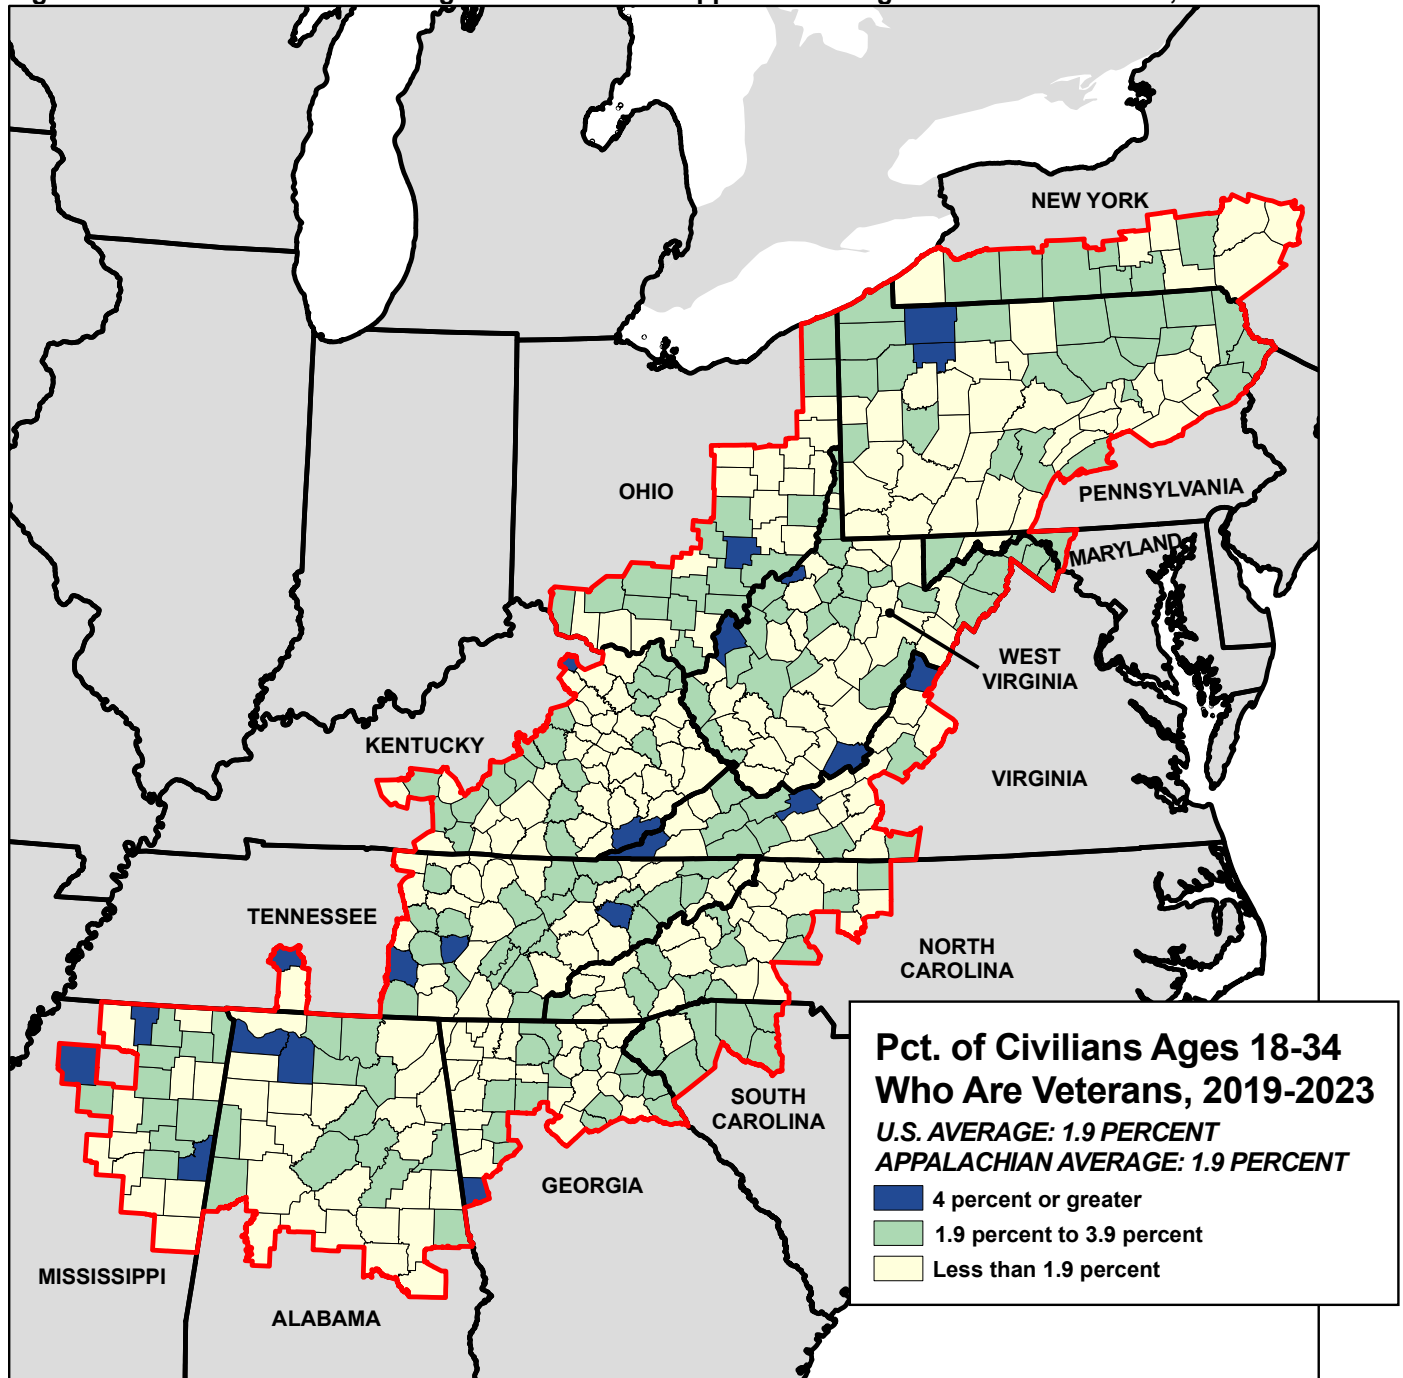 NEW YORK
OHIO
PENNSYLVANIA
MARYLAND
WEST
VIRGINIA
KENTUCKY
VIRGINIA
TENNESSEE
NORTH
CAROLINA
SOUTH
CAROLINA
GEORGIA
MISSISSIPPI
ALABAMA
Pct. of Civilians Ages 18-34
Who Are Veterans, 2019-2023
U.S. AVERAGE: 1.9 PERCENT
APPALACHIAN AVERAGE: 1.9 PERCENT
4 percent or greater
1.9 percent to 3.9 percent
Less than 1.9 percent